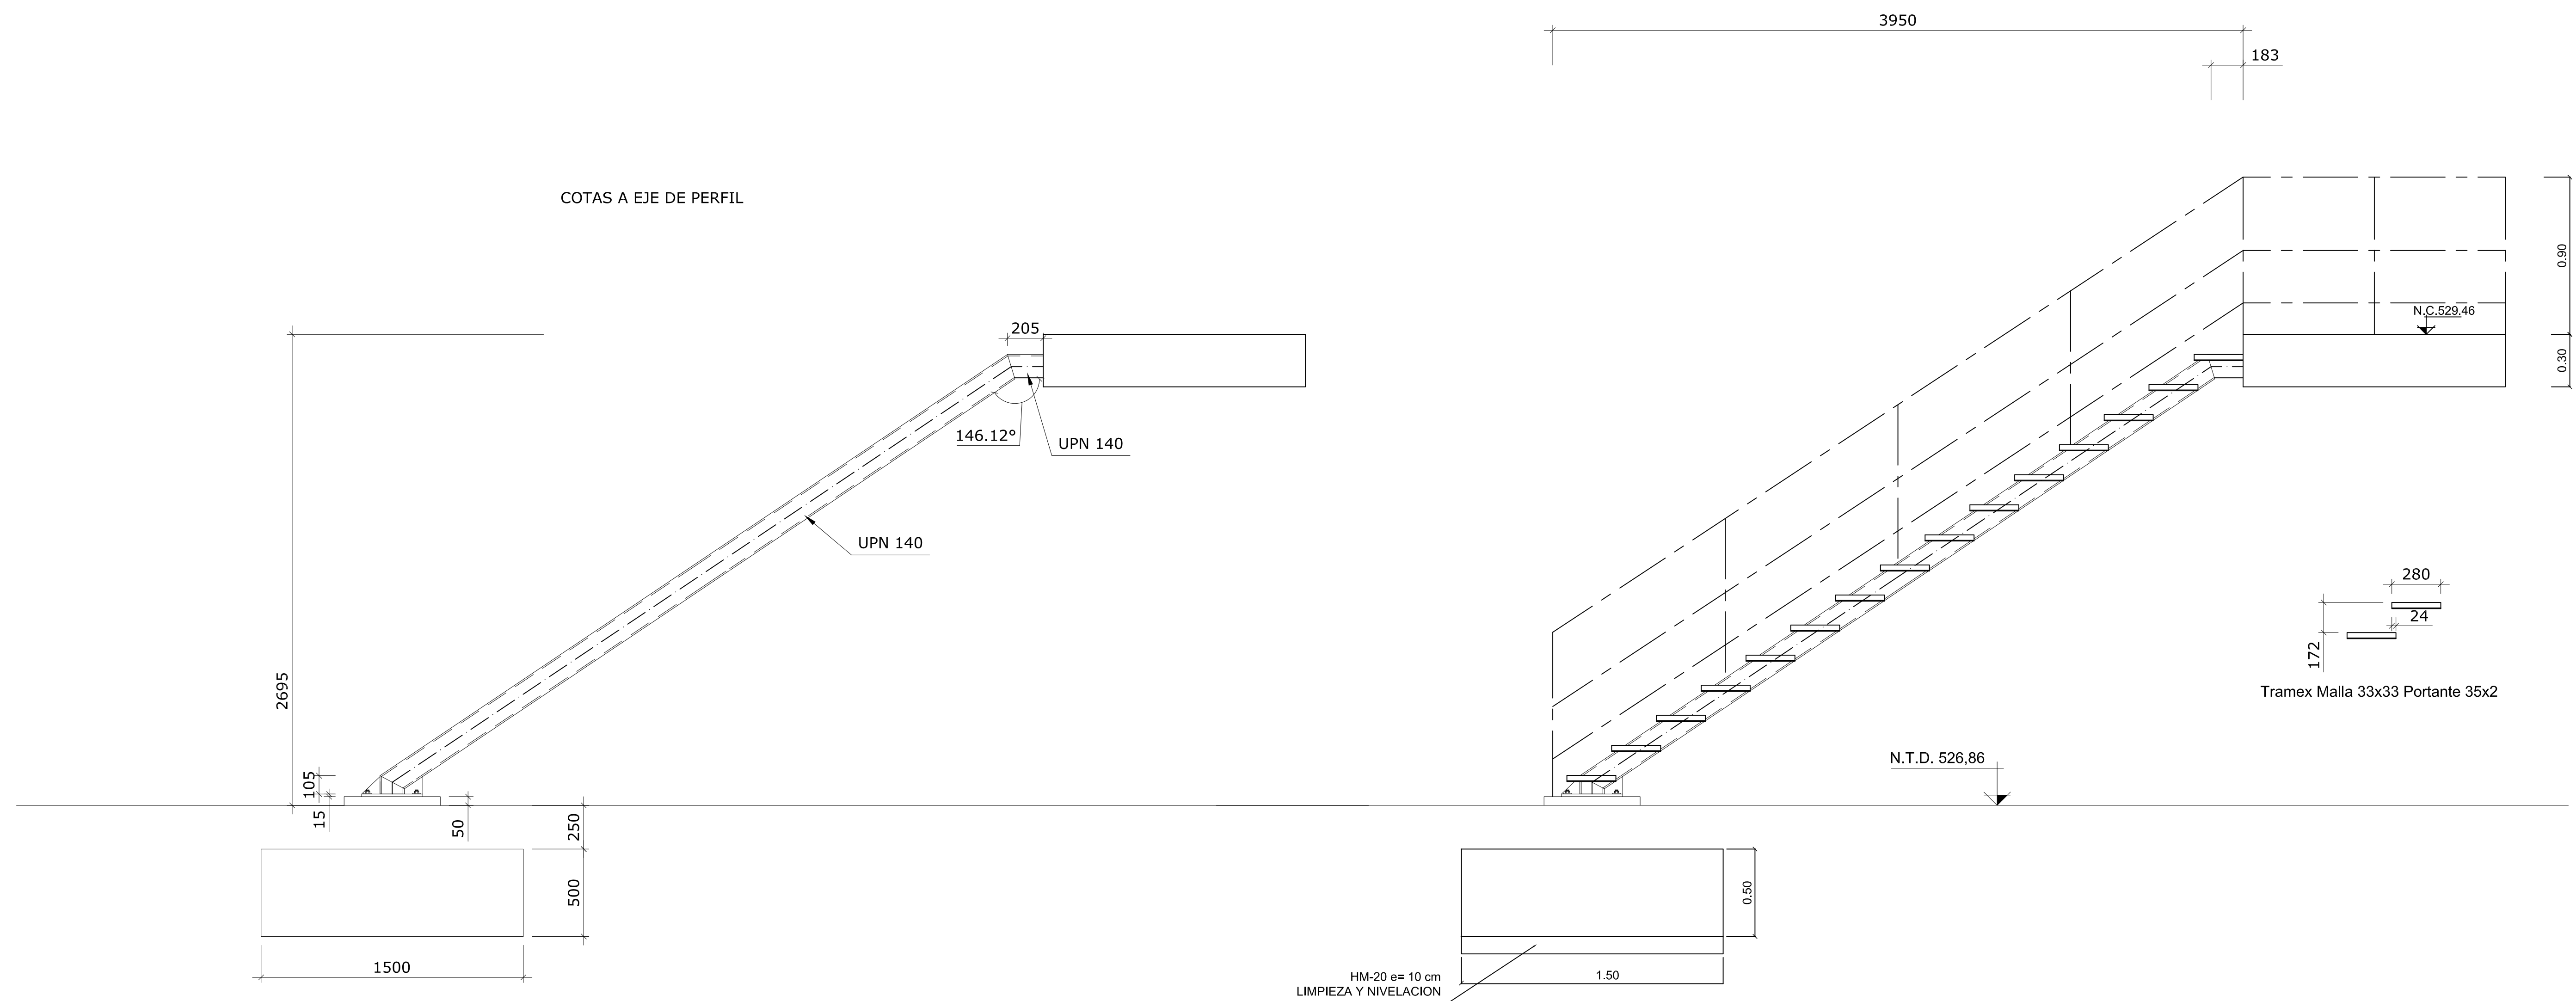 3950
183
COTAS A EJE DE PERFIL
0.90
N.C.529.46
205
0.30
146.12°
UPN 140
UPN 140
280
24
172
2695
Tramex Malla 33x33 Portante 35x2
N.T.D. 526,86
105
15
50
250
500
0.50
1500
1.50
HM-20 e= 10 cm
LIMPIEZA Y NIVELACION